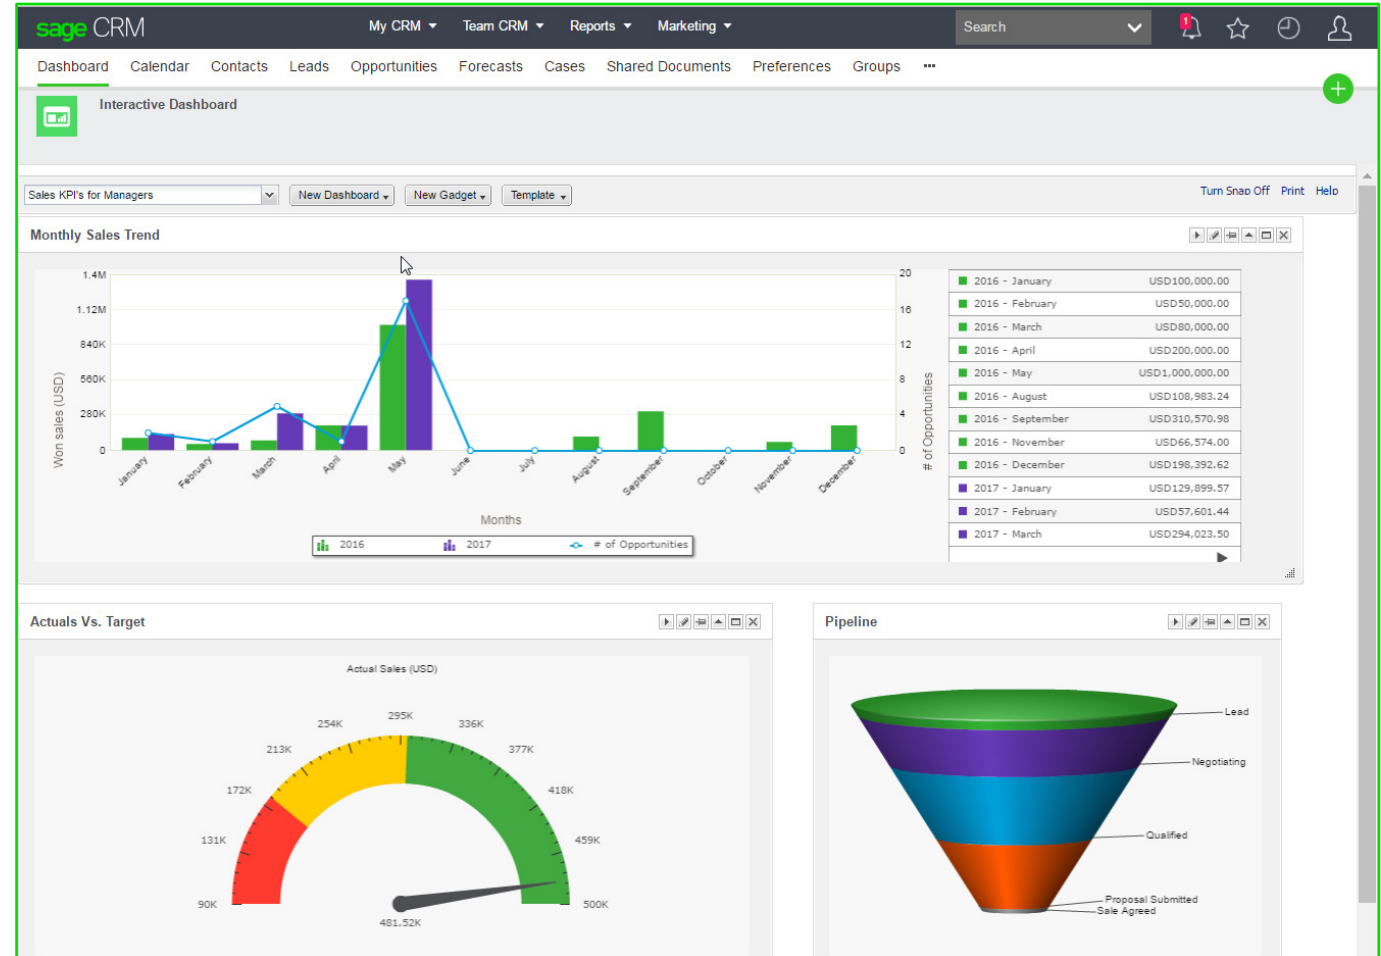 sage CRM My CRM Team CRM Reports Marketing Search 1
Dashboard Calendar Contacts Leads Opportunities Forecasts Cases Shared Documents Preferences Groups ···
Interactive Dashboard
Sales KPI's for Managers New Dashboard New Gadget Template Turn Snap Off Print Help
Monthly Sales Trend
1.4M
1.12M
840K
560K
280K
0
Won sales (USD)
20
16
12
8
4
0
# of Opportunities
January
February
March
April
May
June
July
August
September
October
November
December
Months
2016 2017 # of Opportunities
2016 - January USD100,000.00
2016 - February USD50,000.00
2016 - March USD80,000.00
2016 - April USD200,000.00
2016 - May USD1,000,000.00
2016 - August USD108,983.24
2016 - September USD310,570.98
2016 - November USD66,574.00
2016 - December USD198,392.62
2017 - January USD129,899.57
2017 - February USD57,601.44
2017 - March USD294,023.50
Actuals Vs. Target
Actual Sales (USD)
90K
131K
172K
213K
254K
295K
336K
377K
418K
459K
500K
481.52K
Pipeline
Lead
Negotiating
Qualified
Proposal Submitted
Sale Agreed